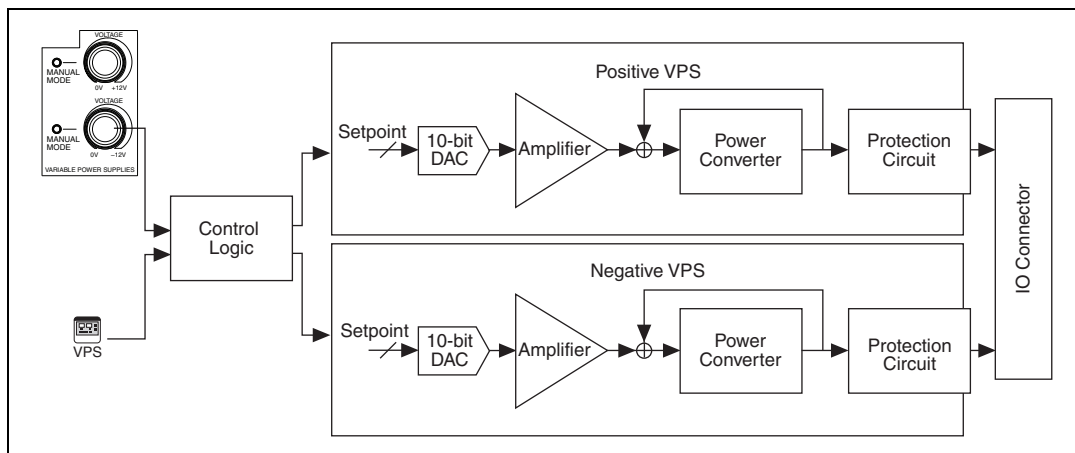 VOLTAGE
MANUAL
MODE
0V +12V
VOLTAGE
MANUAL
MODE
0V –12V
VARIABLE POWER SUPPLIES
VPS
Control
Logic
Positive VPS
Setpoint
10-bit
DAC
Amplifier
Power
Converter
Protection
Circuit
Negative VPS
Setpoint
10-bit
DAC
Amplifier
Power
Converter
Protection
Circuit
IO Connector